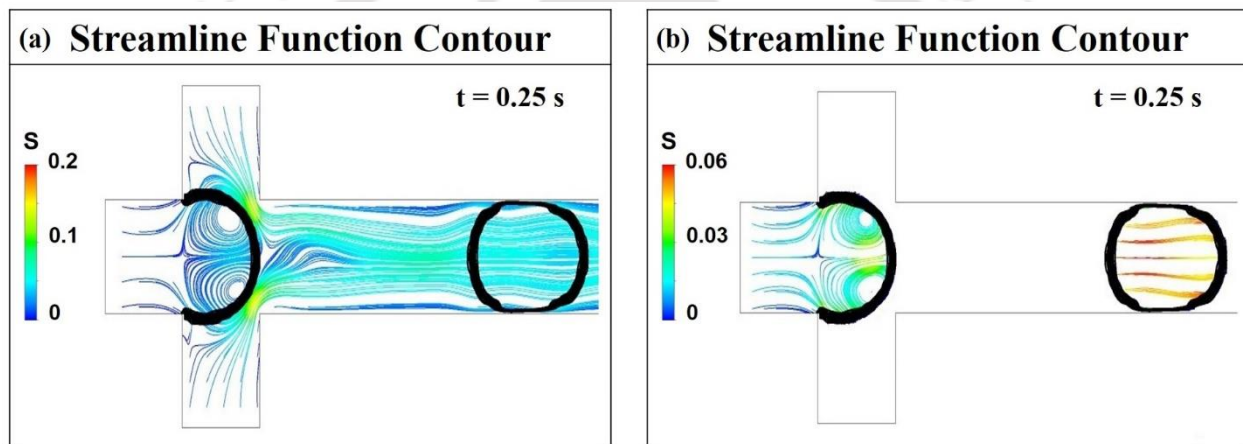 (a) Streamline Function Contour
t = 0.25 s
S
0.2
0.1
0
(b) Streamline Function Contour
t = 0.25 s
S
0.06
0.03
0